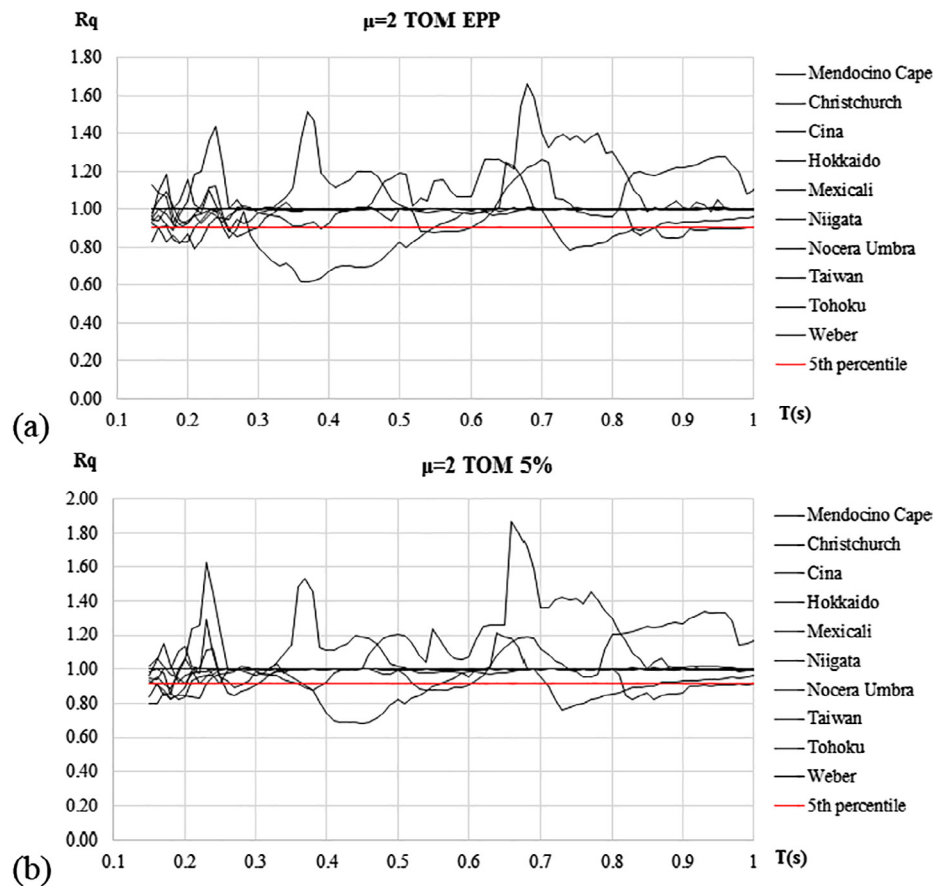 Rq
μ=2 TOM EPP
1.80
1.60
1.40
1.20
1.00
0.80
0.60
0.40
0.20
0.00
0.1 0.2 0.3 0.4 0.5 0.6 0.7 0.8 0.9 1
T(s)
Mendocino Cape
Christchurch
Cina
Hokkaido
Mexicali
Niigata
Nocera Umbra
Taiwan
Tohoku
Weber
5th percentile
(a)
Rq
μ=2 TOM 5%
2.00
1.80
1.60
1.40
1.20
1.00
0.80
0.60
0.40
0.20
0.00
0.1 0.2 0.3 0.4 0.5 0.6 0.7 0.8 0.9 1
T(s)
Mendocino Cape
Christchurch
Cina
Hokkaido
Mexicali
Niigata
Nocera Umbra
Taiwan
Tohoku
Weber
5th percentile
(b)